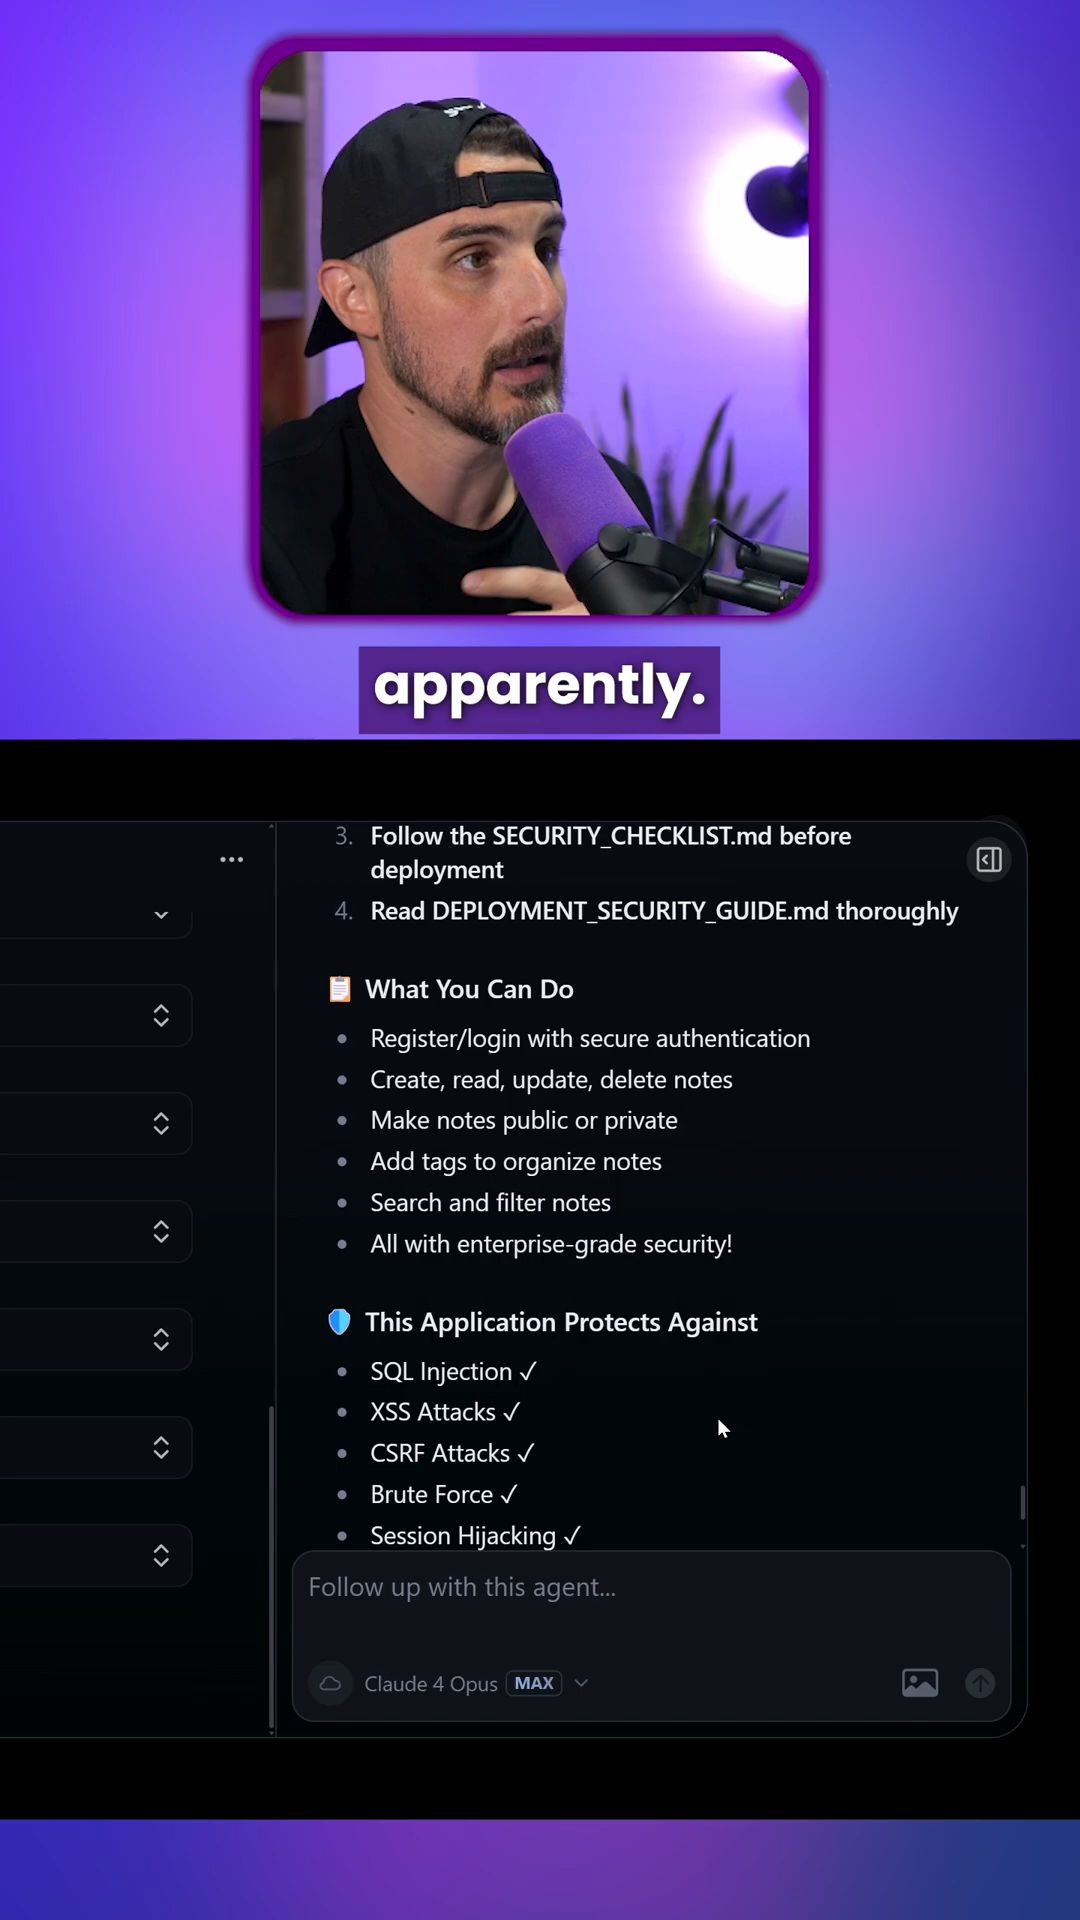 apparently.
3. Follow the SECURITY_CHECKLIST.md before
deployment
4. Read DEPLOYMENT_SECURITY_GUIDE.md thoroughly
📋 What You Can Do
• Register/login with secure authentication
• Create, read, update, delete notes
• Make notes public or private
• Add tags to organize notes
• Search and filter notes
• All with enterprise-grade security!
🛡️ This Application Protects Against
• SQL Injection ✓
• XSS Attacks ✓
• CSRF Attacks ✓
• Brute Force ✓
• Session Hijacking ✓
Follow up with this agent...
Claude 4 Opus MAX